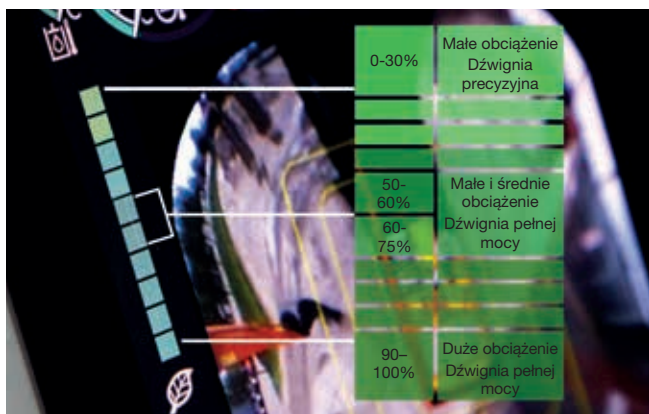 0-30%
Małe obciążenie
Dźwignia
precyzyjna
50-
60%
60-
75%
Małe i średnie
obciążenie
Dźwignia pełnej
mocy
90–
100%
Duże obciążenie
Dźwignia pełnej
mocy